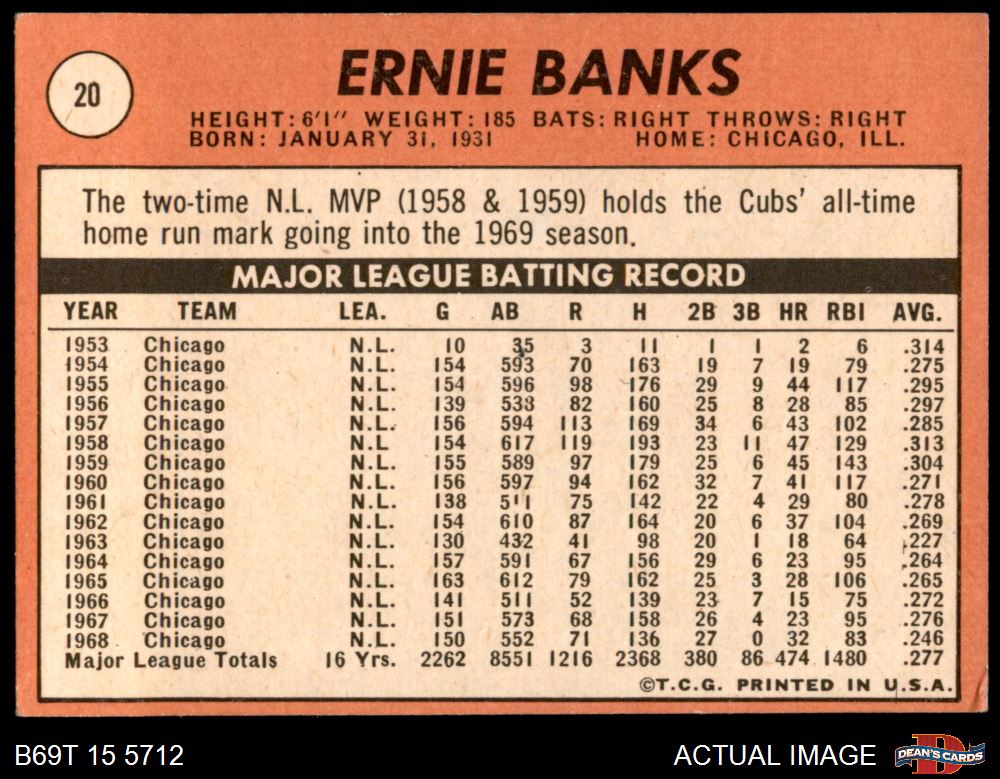 20
ERNIE BANKS
HEIGHT: 6'1" WEIGHT: 185 BATS: RIGHT THROWS: RIGHT
BORN: JANUARY 31, 1931 HOME: CHICAGO, ILL.
The two-time N.L. MVP (1958 & 1959) holds the Cubs' all-time
home run mark going into the 1969 season.
MAJOR LEAGUE BATTING RECORD
YEAR TEAM LEA. G AB R H 2B 3B HR RBI AVG.
1953 Chicago N.L. 10 35 3 11 1 1 2 6 .314
1954 Chicago N.L. 154 593 70 163 19 7 19 79 .275
1955 Chicago N.L. 154 596 98 176 29 9 44 117 .295
1956 Chicago N.L. 139 538 82 160 25 8 28 85 .297
1957 Chicago N.L. 156 594 113 169 34 6 43 102 .285
1958 Chicago N.L 154 617 119 193 23 11 47 129 .313
1959 Chicago N.L. 155 589 97 179 25 6 45 143 .304
1960 Chicago N.L. 156 597 94 162 32 7 41 117 .271
1961 Chicago N.L. 138 511 75 142 22 4 29 80 .278
1962 Chicago N.L. 154 610 87 164 20 6 37 104 .269
1963 Chicago N.L. 130 432 41 98 20 1 18 64 .227
1964 Chicago N.L. 157 591 67 156 29 6 23 95 .264
1965 Chicago N.L. 163 612 79 162 25 3 28 106 .265
1966 Chicago N.L. 141 511 52 139 23 7 15 75 .272
1967 Chicago N.L. 151 573 68 158 26 4 23 95 .276
1968 Chicago N.L. 150 552 71 136 27 0 32 83 .246
Major League Totals 16 Yrs. 2262 8551 1216 2368 380 86 474 1480 .277
©T.C.G. PRINTED IN U.S.A.
B69T 15 5712 ACTUAL IMAGE DEAN'S CARDS